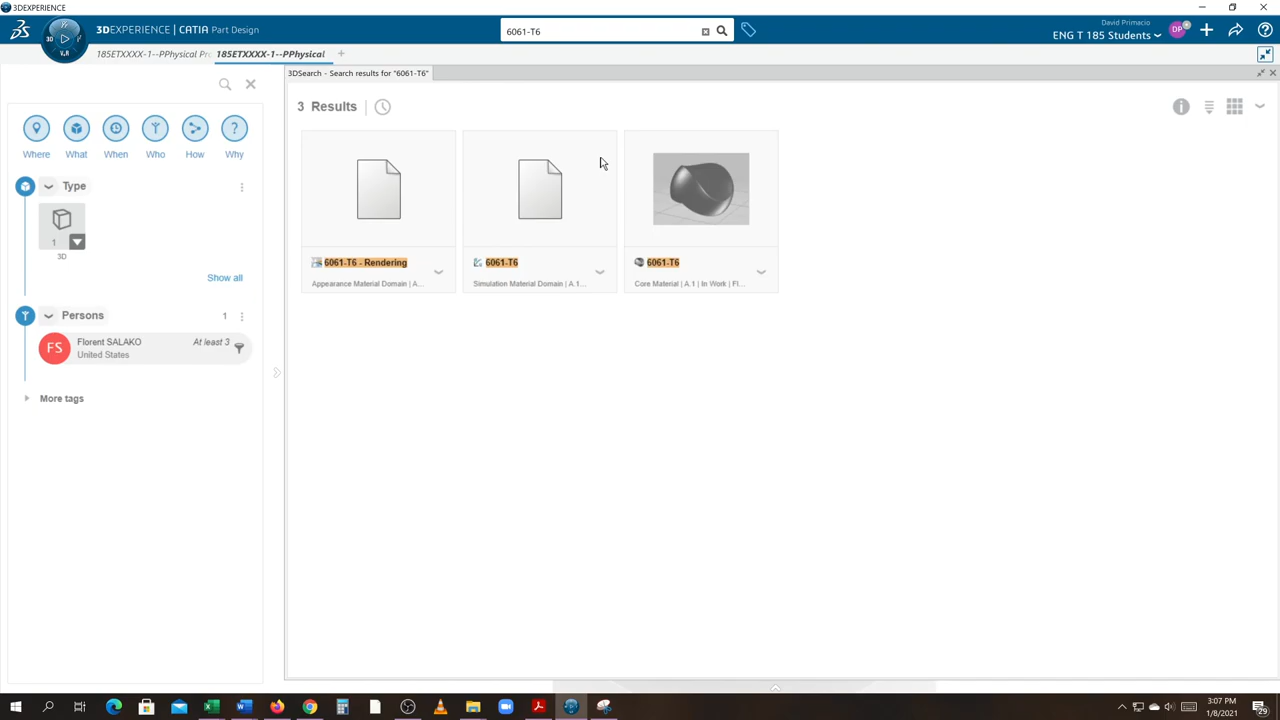 3DEXPERIENCE
3DEXPERIENCE | CATIA Part Design
6061-T6
David Primacio
ENG T 185 Students
DP
3D
V.R
185ETXXXX-1--PPhysical Pr
185ETXXXX-1--PPhysical
3DSearch - Search results for "6061-T6"
3 Results
Where What When Who How Why
Type
1
3D
Show all
Persons 1
FS
Florent SALAKO At least 3
United States
More tags
6061-T6 - Rendering
Appearance Material Domain | A...
6061-T6
Simulation Material Domain | A.1...
6061-T6
Core Material | A.1 | In Work | Fl...
3:07 PM
1/8/2021